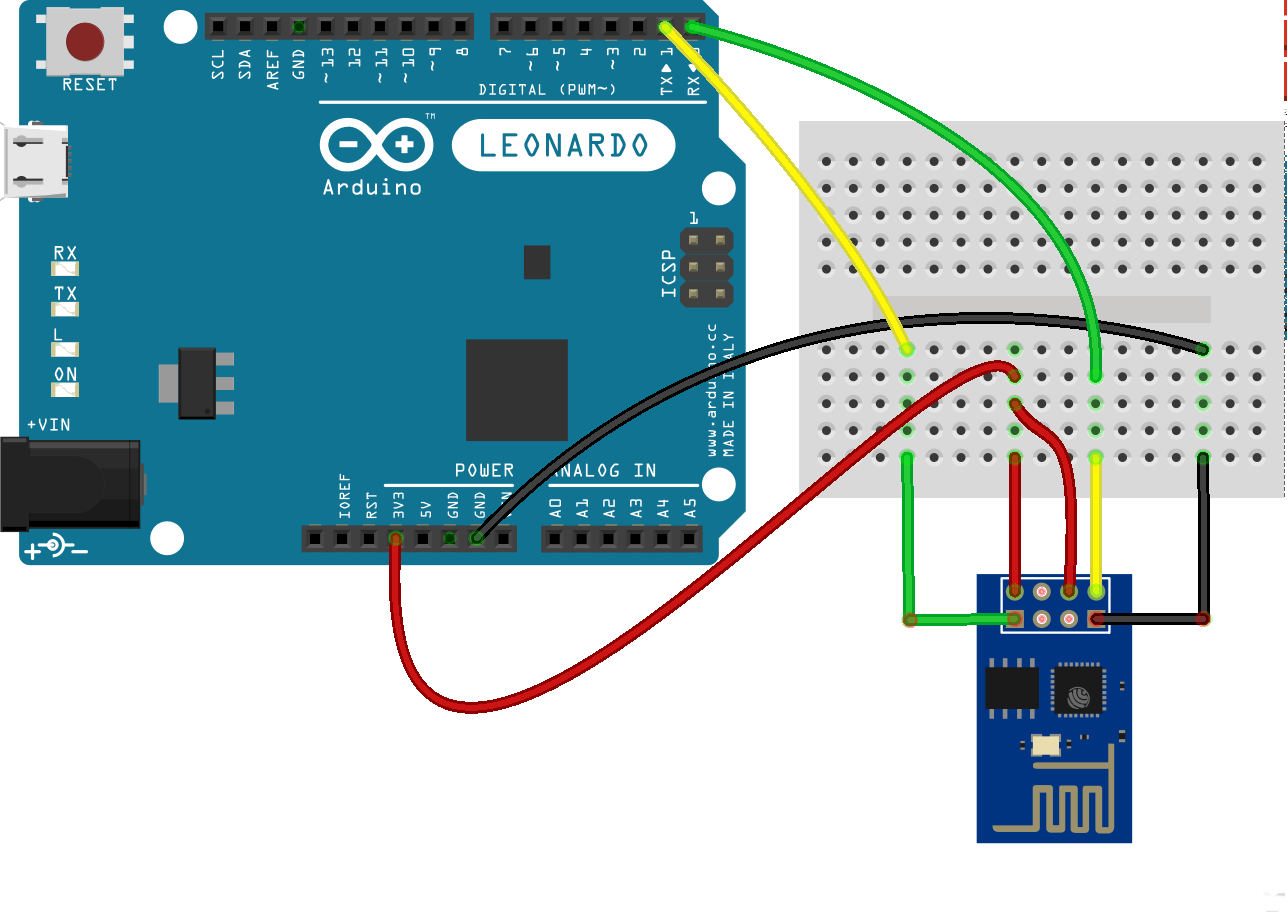 RESET
SCL SDA AREF GND ~13 12 ~11 ~10 ~9 8 7 ~6 ~5 4 ~3 2 TX▶1 RX◀
DIGITAL (PWM~)
TM
LEONARDO
Arduino
1
ICSP
RX
TX
L
ON
+VIN
www.arduino.cc
MADE IN ITALY
POWER
ANALOG IN
IOREF RST 3V3 5V GND GND
A0 A1 A2 A3 A4 A5
+ -